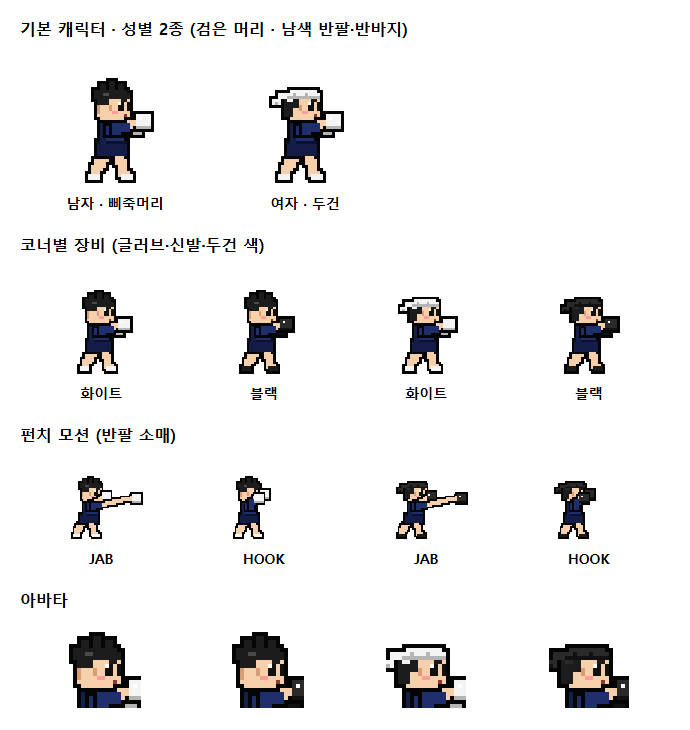 기본 캐릭터 · 성별 2종 (검은 머리 · 남색 반팔·반바지)
남자 · 삐죽머리
여자 · 두건
코너별 장비 (글러브·신발·두건 색)
화이트
블랙
화이트
블랙
펀치 모션 (반팔 소매)
JAB
HOOK
JAB
HOOK
아바타